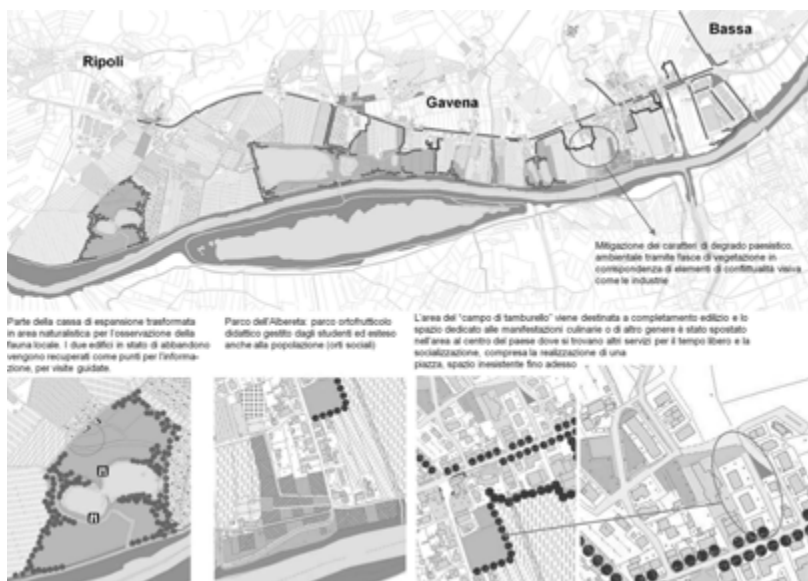 Bassa
Ripoli
Gavena
Mitigazione dei caratteri di degrado paesistico,
ambientale tramite fasce di vegetazione in
corrispondenza di elementi di conflittualità visiva
come le industrie
Parte della cassa di espansione trasformata
in area naturalistica per l'osservazione della
fauna locale. I due edifici in stato di abbandono
vengono recuperati come punti per l'informa-
zione, per visite guidate.
Parco dell'Albereta: parco ortofrutticolo
didattico gestito dagli studenti ed esteso
anche alla popolazione (orti sociali)
L'area del "campo di tamburello" viene destinata a completamento edilizio e lo
spazio dedicato alle manifestazioni culinarie o di altro genere è stato spostato
nell'area al centro del paese dove si trovano altri servizi per il tempo libero e la
socializzazione, compresa la realizzazione di una
piazza, spazio inesistente fino adesso